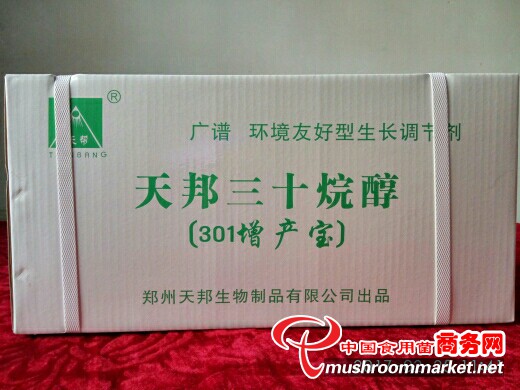 ®
天帮
广谱 环境友好型生长调节剂
天邦三十烷醇
(301增产宝)
郑州天邦生物制品有限公司出品
中国食用菌商务网
mushroommarket.net